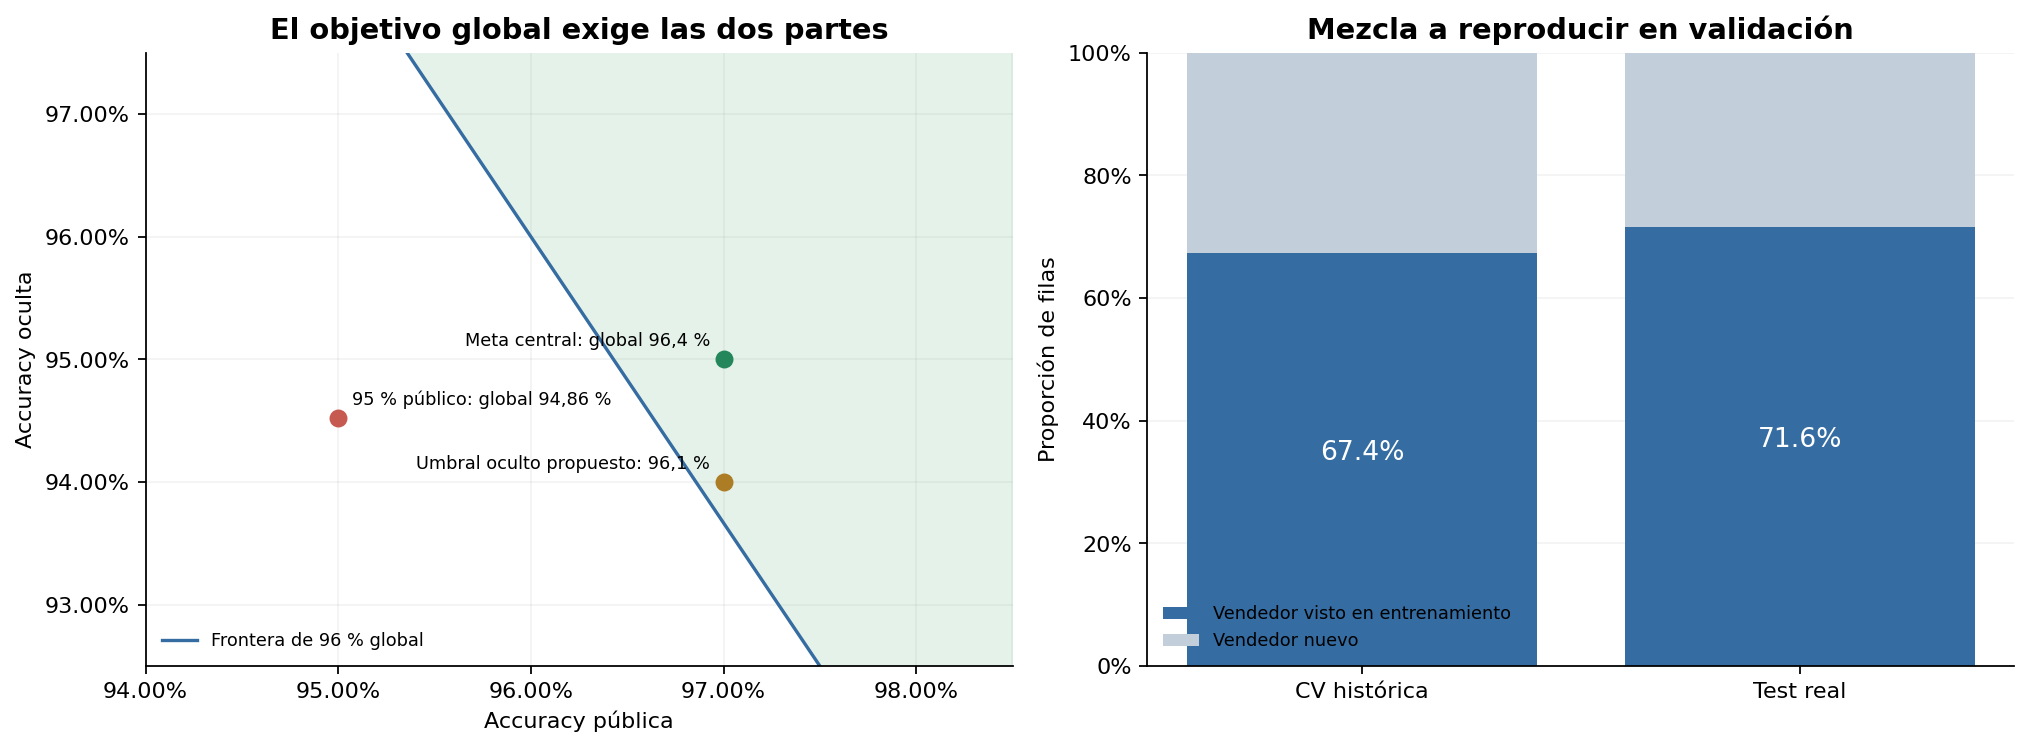 El objetivo global exige las dos partes
97.00%
96.00%
95.00%
94.00%
93.00%
Accuracy oculta
Meta central: global 96,4 %
95 % público: global 94,86 %
Umbral oculto propuesto: 96,1 %
Frontera de 96 % global
94.00%
95.00%
96.00%
97.00%
98.00%
Accuracy pública
Mezcla a reproducir en validación
100%
80%
60%
40%
20%
0%
Proporción de filas
67.4%
71.6%
Vendedor visto en entrenamiento
Vendedor nuevo
CV histórica
Test real